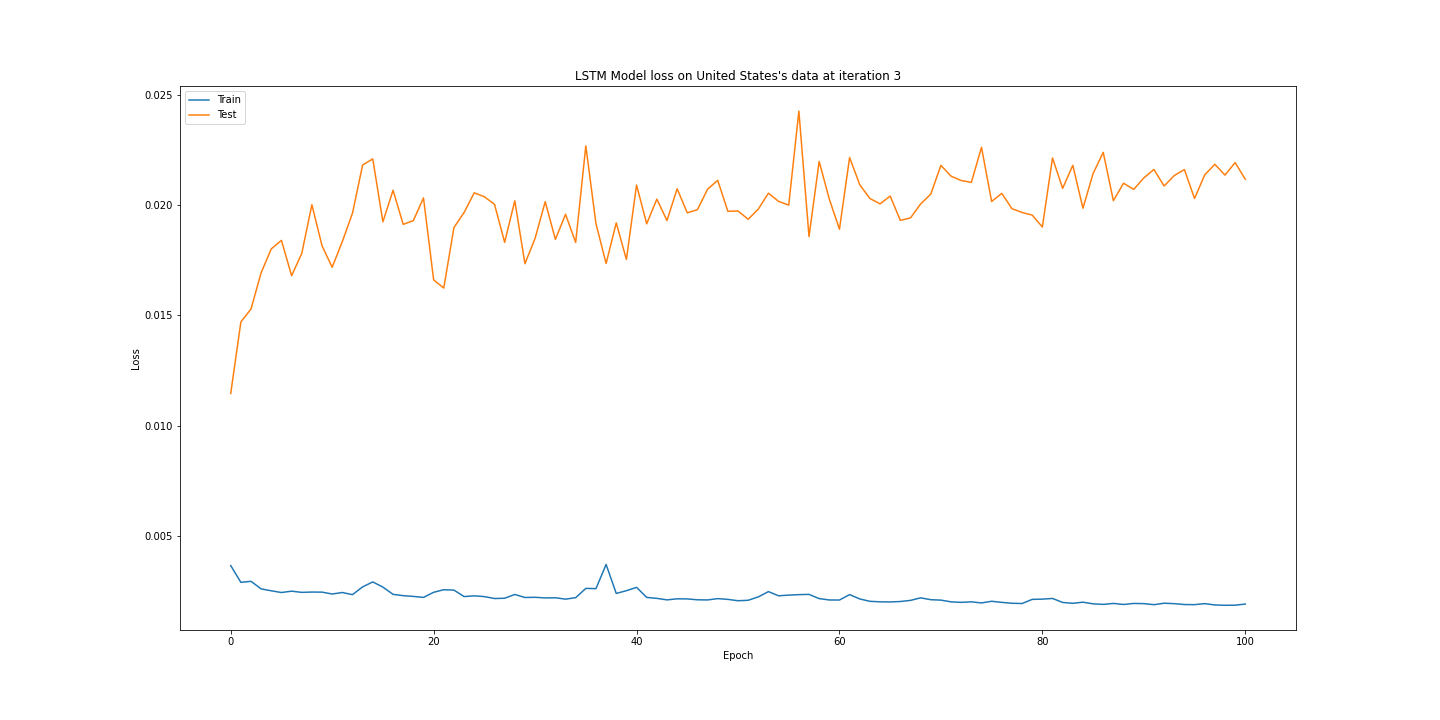 LSTM Model loss on United States's data at iteration 3
Train
Test
0.025
0.020
0.015
0.010
0.005
Loss
0 20 40 60 80 100
Epoch